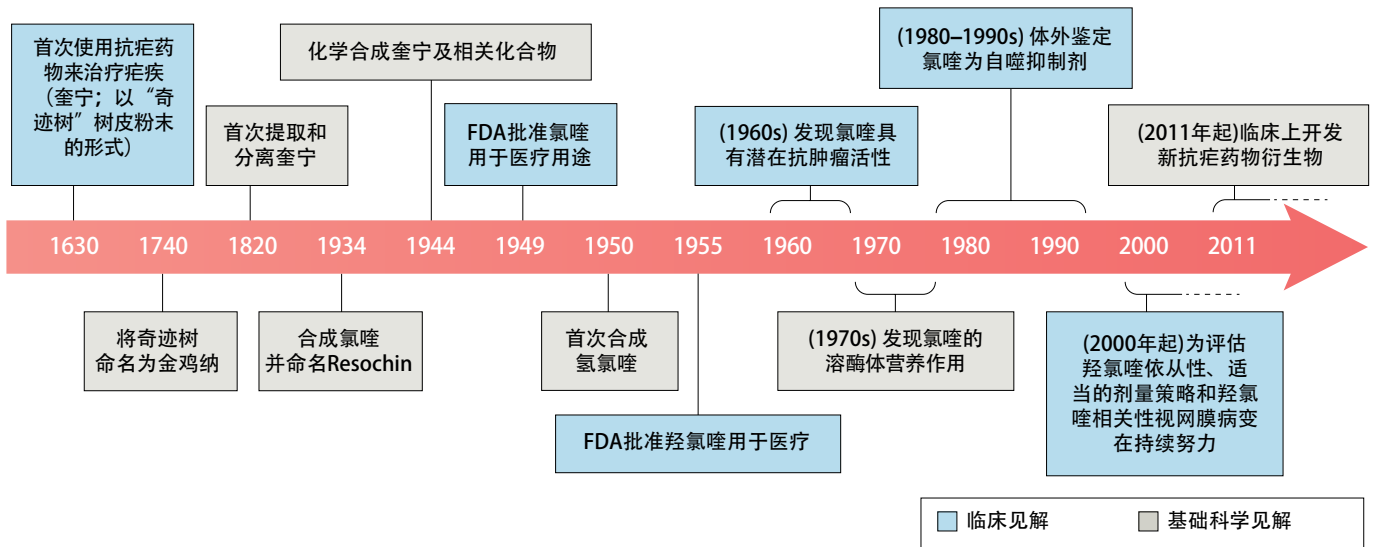 首次使用抗疟药
物来治疗疟疾
（奎宁；以“奇
迹树”树皮粉末
的形式）
首次提取和
分离奎宁
化学合成奎宁及相关化合物
FDA批准氯喹
用于医疗用途
(1960s) 发现氯喹具
有潜在抗肿瘤活性
(1980–1990s) 体外鉴定
氯喹为自噬抑制剂
(2011年起)临床上开发
新抗疟药物衍生物
1630 1740 1820 1934 1944 1949 1950 1955 1960 1970 1980 1990 2000 2011
将奇迹树
命名为金鸡纳
合成氯喹
并命名Resochin
首次合成
氢氯喹
FDA批准羟氯喹用于医疗
(1970s) 发现氯喹的
溶酶体营养作用
(2000年起)为评估
羟氯喹依从性、适
当的剂量策略和羟氯
喹相关性视网膜病变
在持续努力
临床见解
基础科学见解